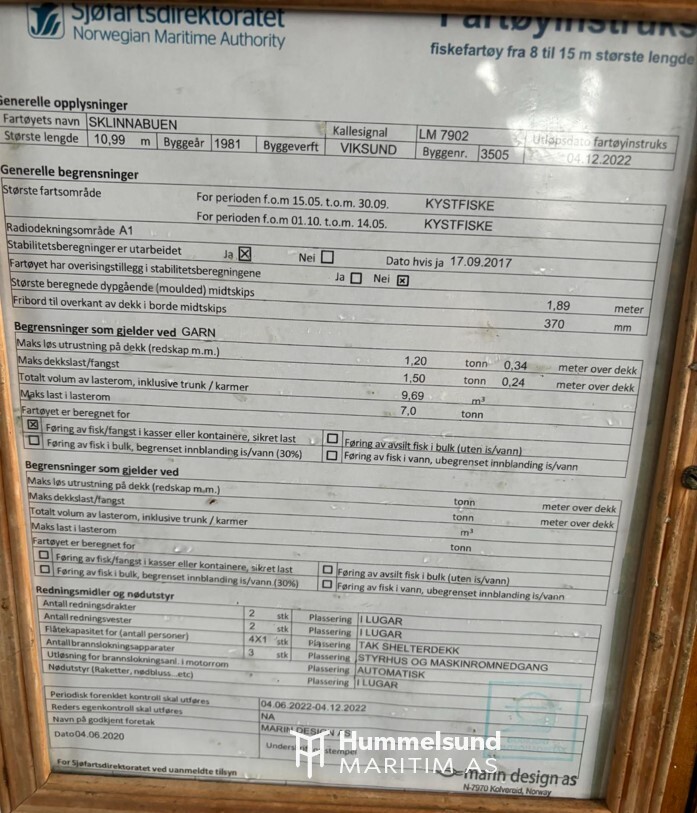 Sjøfartsdirektoratet
Norwegian Maritime Authority
Fartøyinstruks
fiskefartøy fra 8 til 15 m største lengde
Generelle opplysninger
Fartøyets navn SKLINNABUEN Kallesignal LM 7902 Utløpsdato fartøyinstruks
Største lengde 10,99 m Byggeår 1981 Byggeverft VIKSUND Byggenr. 3505 04.12.2022
Generelle begrensninger
Største fartsområde For perioden f.o.m 15.05. t.o.m. 30.09. KYSTFISKE
For perioden f.o.m 01.10. t.o.m. 14.05. KYSTFISKE
Radiodekningsområde A1
Stabilitetsberegninger er utarbeidet Ja ☒ Nei ☐ Dato hvis ja 17.09.2017
Fartøyet har overisingstillegg i stabilitetsberegningene Ja ☐ Nei ☒
Største beregnede dypgående (moulded) midtskips 1,89 meter
Fribord til overkant av dekk i borde midtskips 370 mm
Begrensninger som gjelder ved GARN
Maks løs utrustning på dekk (redskap m.m.) 1,20 tonn 0,34 meter over dekk
Maks dekkslast/fangst 1,50 tonn 0,24 meter over dekk
Totalt volum av lasterom, inklusive trunk / karmer 9,69 m³
Maks last i lasterom 7,0 tonn
Fartøyet er beregnet for
☒ Føring av fisk/fangst i kasser eller kontainere, sikret last ☐ Føring av avsilt fisk i bulk (uten is/vann)
☐ Føring av fisk i bulk, begrenset innblanding is/vann (30%) ☐ Føring av fisk i vann, ubegrenset innblanding is/vann
Begrensninger som gjelder ved
Maks løs utrustning på dekk (redskap m.m.) tonn meter over dekk
Maks dekkslast/fangst tonn meter over dekk
Totalt volum av lasterom, inklusive trunk / karmer m³
Maks last i lasterom tonn
Fartøyet er beregnet for
☐ Føring av fisk/fangst i kasser eller kontainere, sikret last ☐ Føring av avsilt fisk i bulk (uten is/vann)
☐ Føring av fisk i bulk, begrenset innblanding is/vann (30%) ☐ Føring av fisk i vann, ubegrenset innblanding is/vann
Redningsmidler og nødutstyr
Antall redningsdrakter 2 stk Plassering I LUGAR
Antall redningsvester 2 stk Plassering I LUGAR
Flåtekapasitet for (antall personer) 4X1 stk Plassering TAK SHELTERDEKK
Antall brannslokningsapparater 3 stk Plassering STYRHUS OG MASKINROMNEDGANG
Utløsning for brannslokningsanl. i motorrom Plassering AUTOMATISK
Nødutstyr (Raketter, nødbluss ..etc) Plassering I LUGAR
Periodisk forenklet kontroll skal utføres 04.06.2022-04.12.2022
Reders egenkontroll skal utføres NA
Navn på godkjent foretak MARIN DESIGN AS
Dato 04.06.2020 stempel
For Sjøfartsdirektoratet ved uanmeldte tilsyn
Hummelsund
MARITIM AS
marin design as
N-7970 Kolvereid, Norway